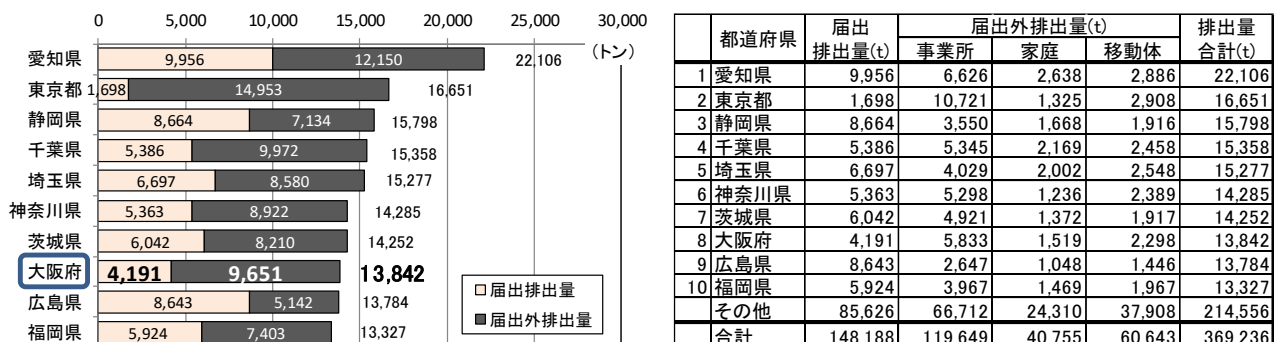 0 5,000 10,000 15,000 20,000 25,000 30,000
(トン)
愛知県 9,956 12,150 22,106
東京都 1,698 14,953 16,651
静岡県 8,664 7,134 15,798
千葉県 5,386 9,972 15,358
埼玉県 6,697 8,580 15,277
神奈川県 5,363 8,922 14,285
茨城県 6,042 8,210 14,252
大阪府 4,191 9,651 13,842
広島県 8,643 5,142 13,784
福岡県 5,924 7,403 13,327
届出排出量
届出外排出量
都道府県 届出排出量(t) 届出外排出量(t) 排出量合計(t)
事業所 家庭 移動体
1 愛知県 9,956 6,626 2,638 2,886 22,106
2 東京都 1,698 10,721 1,325 2,908 16,651
3 静岡県 8,664 3,550 1,668 1,916 15,798
4 千葉県 5,386 5,345 2,169 2,458 15,358
5 埼玉県 6,697 4,029 2,002 2,548 15,277
6 神奈川県 5,363 5,298 1,236 2,389 14,285
7 茨城県 6,042 4,921 1,372 1,917 14,252
8 大阪府 4,191 5,833 1,519 2,298 13,842
9 広島県 8,643 2,647 1,048 1,446 13,784
10 福岡県 5,924 3,967 1,469 1,967 13,327
その他 85,626 66,712 24,310 37,908 214,556
合計 148,188 119,649 40,755 60,643 369,236